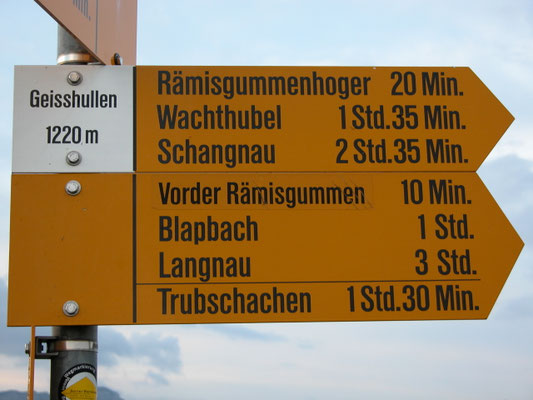 Min.
Geisshullen
1220 m
Rämisgummenhoger 20 Min.
Wachthubel 1 Std.35 Min.
Schangnau 2 Std.35 Min.
Vorder Rämisgummen 10 Min.
Blapbach 1 Std.
Langnau 3 Std.
Trubschachen 1 Std.30 Min.